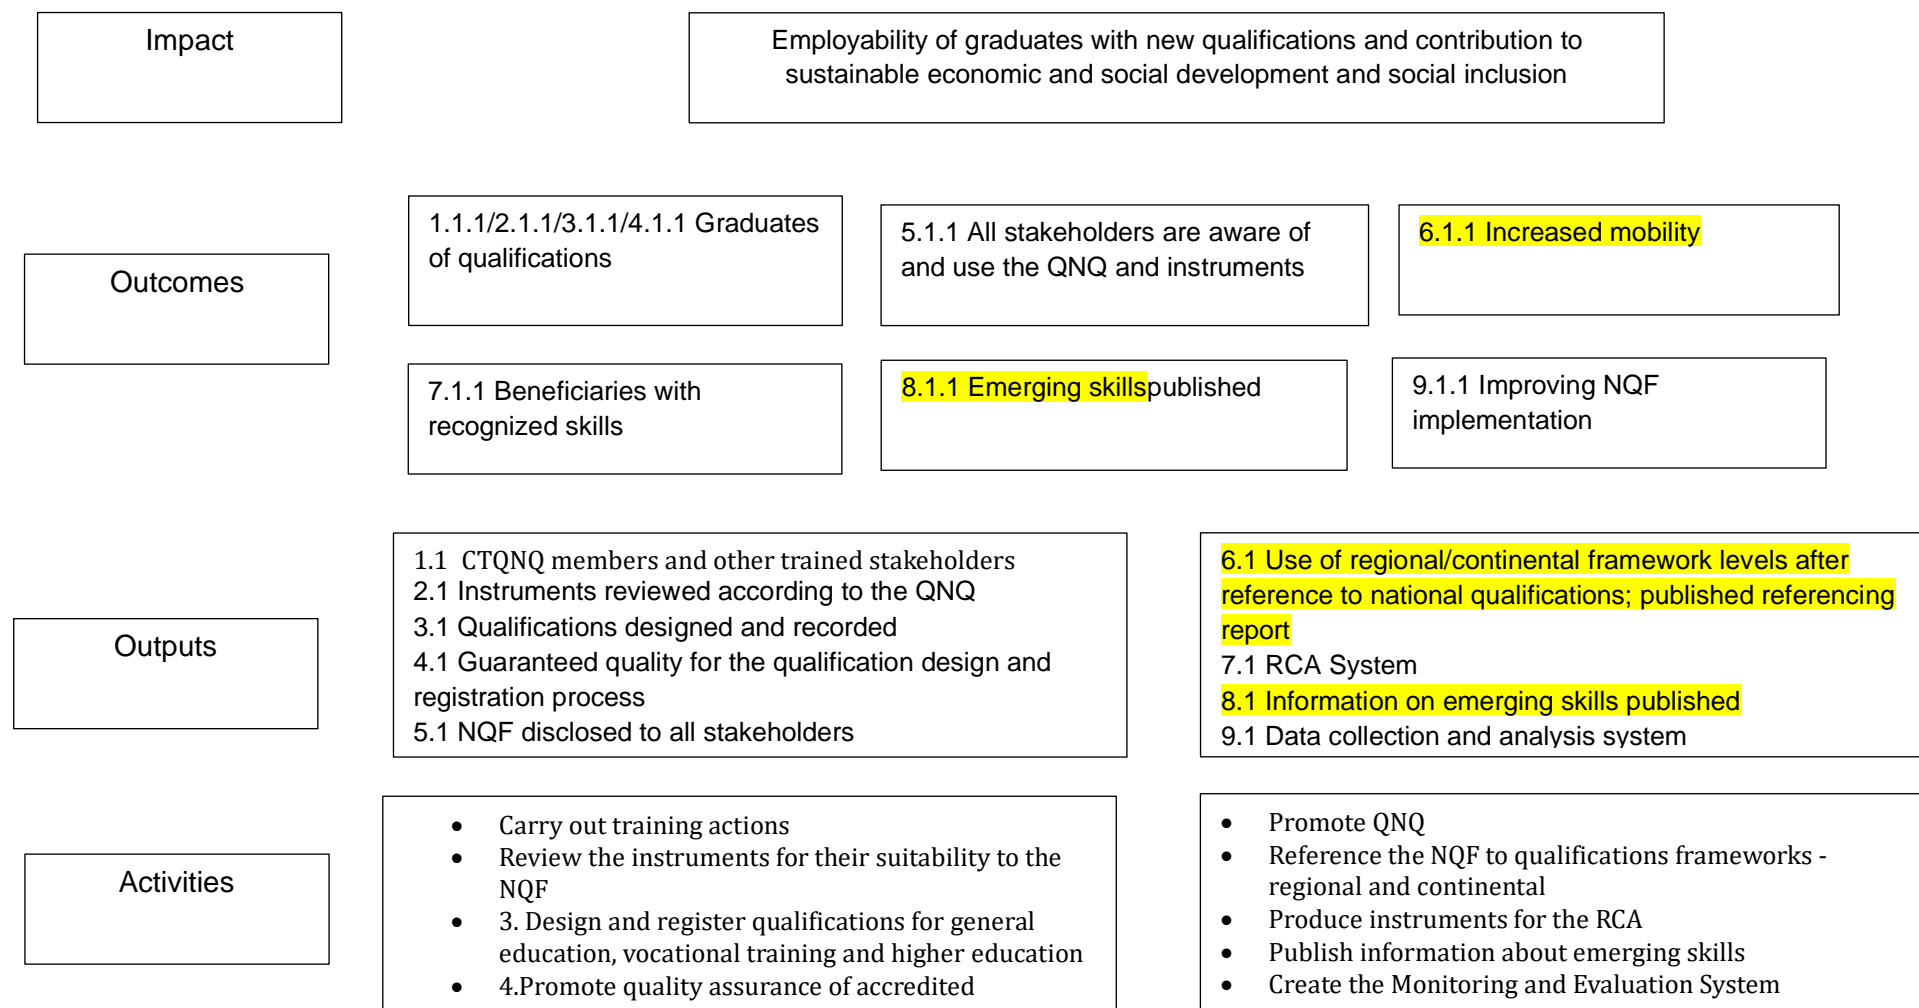 Impact
Employability of graduates with new qualifications and contribution to
sustainable economic and social development and social inclusion
Outcomes
1.1.1/2.1.1/3.1.1/4.1.1 Graduates
of qualifications
5.1.1 All stakeholders are aware of
and use the QNQ and instruments
6.1.1 Increased mobility
7.1.1 Beneficiaries with
recognized skills
8.1.1 Emerging skillspublished
9.1.1 Improving NQF
implementation
Outputs
1.1 CTQNQ members and other trained stakeholders
2.1 Instruments reviewed according to the QNQ
3.1 Qualifications designed and recorded
4.1 Guaranteed quality for the qualification design and
registration process
5.1 NQF disclosed to all stakeholders
6.1 Use of regional/continental framework levels after
reference to national qualifications; published referencing
report
7.1 RCA System
8.1 Information on emerging skills published
9.1 Data collection and analysis system
Activities
• Carry out training actions
• Review the instruments for their suitability to the
NQF
• 3. Design and register qualifications for general
education, vocational training and higher education
• 4.Promote quality assurance of accredited
• Promote QNQ
• Reference the NQF to qualifications frameworks -
regional and continental
• Produce instruments for the RCA
• Publish information about emerging skills
• Create the Monitoring and Evaluation System